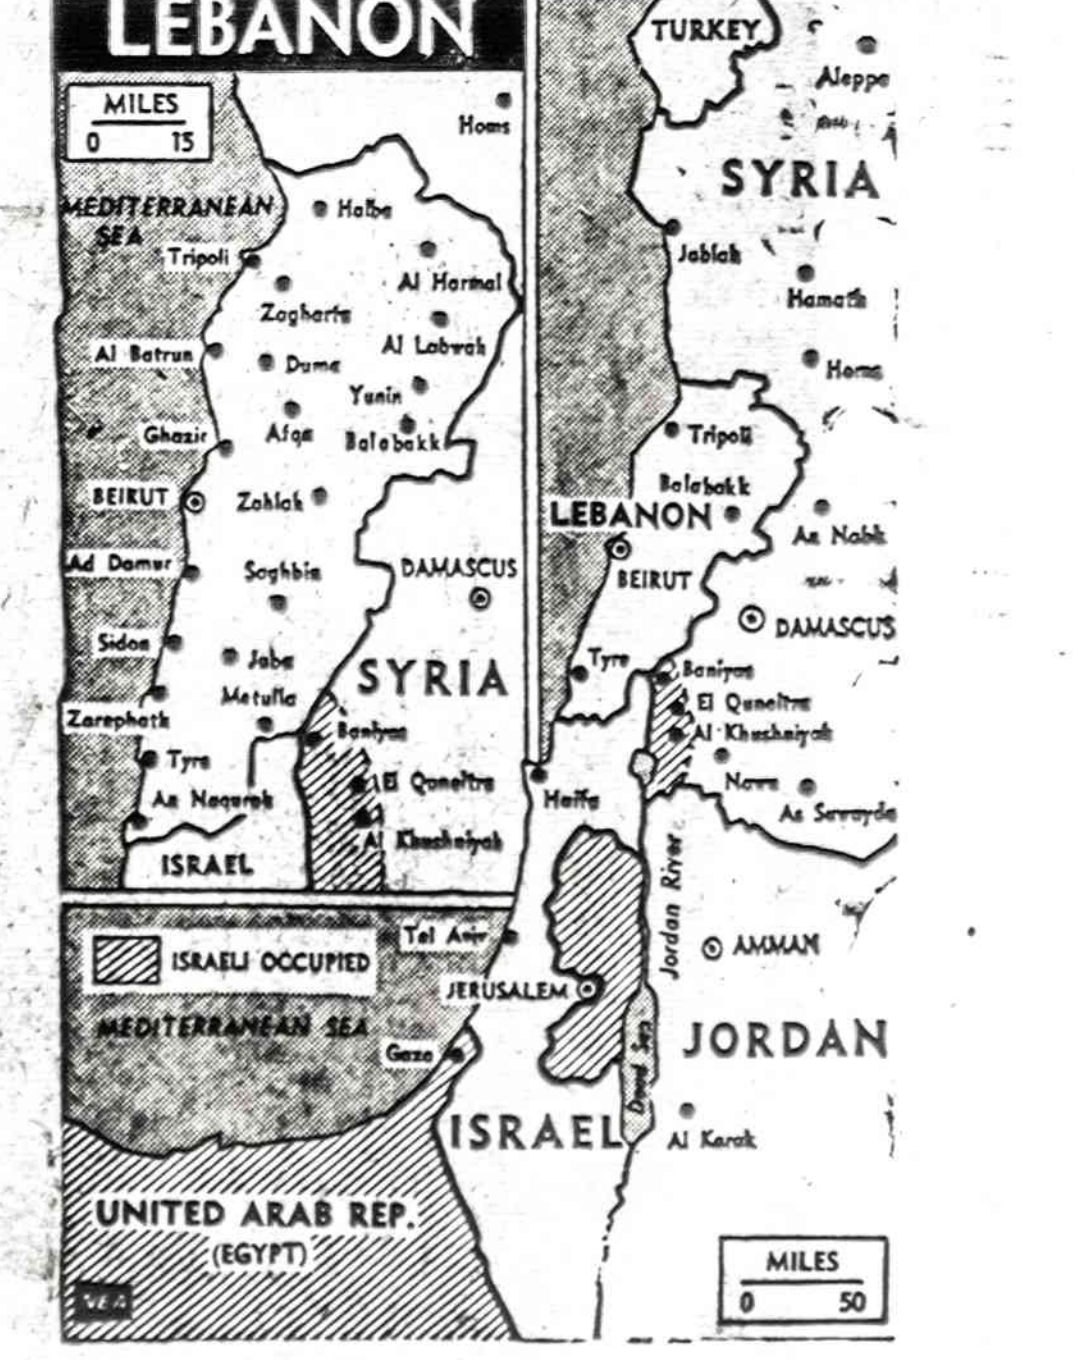 LEBANON
MILES
0 15
Homs
MEDITERRANEAN
SEA
Halba
Tripoli
Al Harmal
Zagharta
Al Labwah
Al Batrun
Duma
Yunin
Ghazir
Afqa
Balabakk
BEIRUT
Zahlah
Ad Damur
Saghbin
DAMASCUS
Sidon
Jaba
SYRIA
Metulla
Zarephath
Baniyas
Tyre
El Quneitra
An Naqurah
Al Khushniyah
ISRAEL
TURKEY
Aleppo
SYRIA
Jablah
Hamath
Homs
Tripoli
Balabakk
LEBANON
An Nabk
BEIRUT
DAMASCUS
Tyre
Baniyas
El Quneitra
Al Khushniyah
Nawa
Haifa
As Suwayda
Jordan River
Tel Aviv
ISRAELI OCCUPIED
AMMAN
JERUSALEM
MEDITERRANEAN SEA
JORDAN
Gaza
Dead Sea
ISRAEL
Al Karak
UNITED ARAB REP.
(EGYPT)
MILES
0 50
NEA